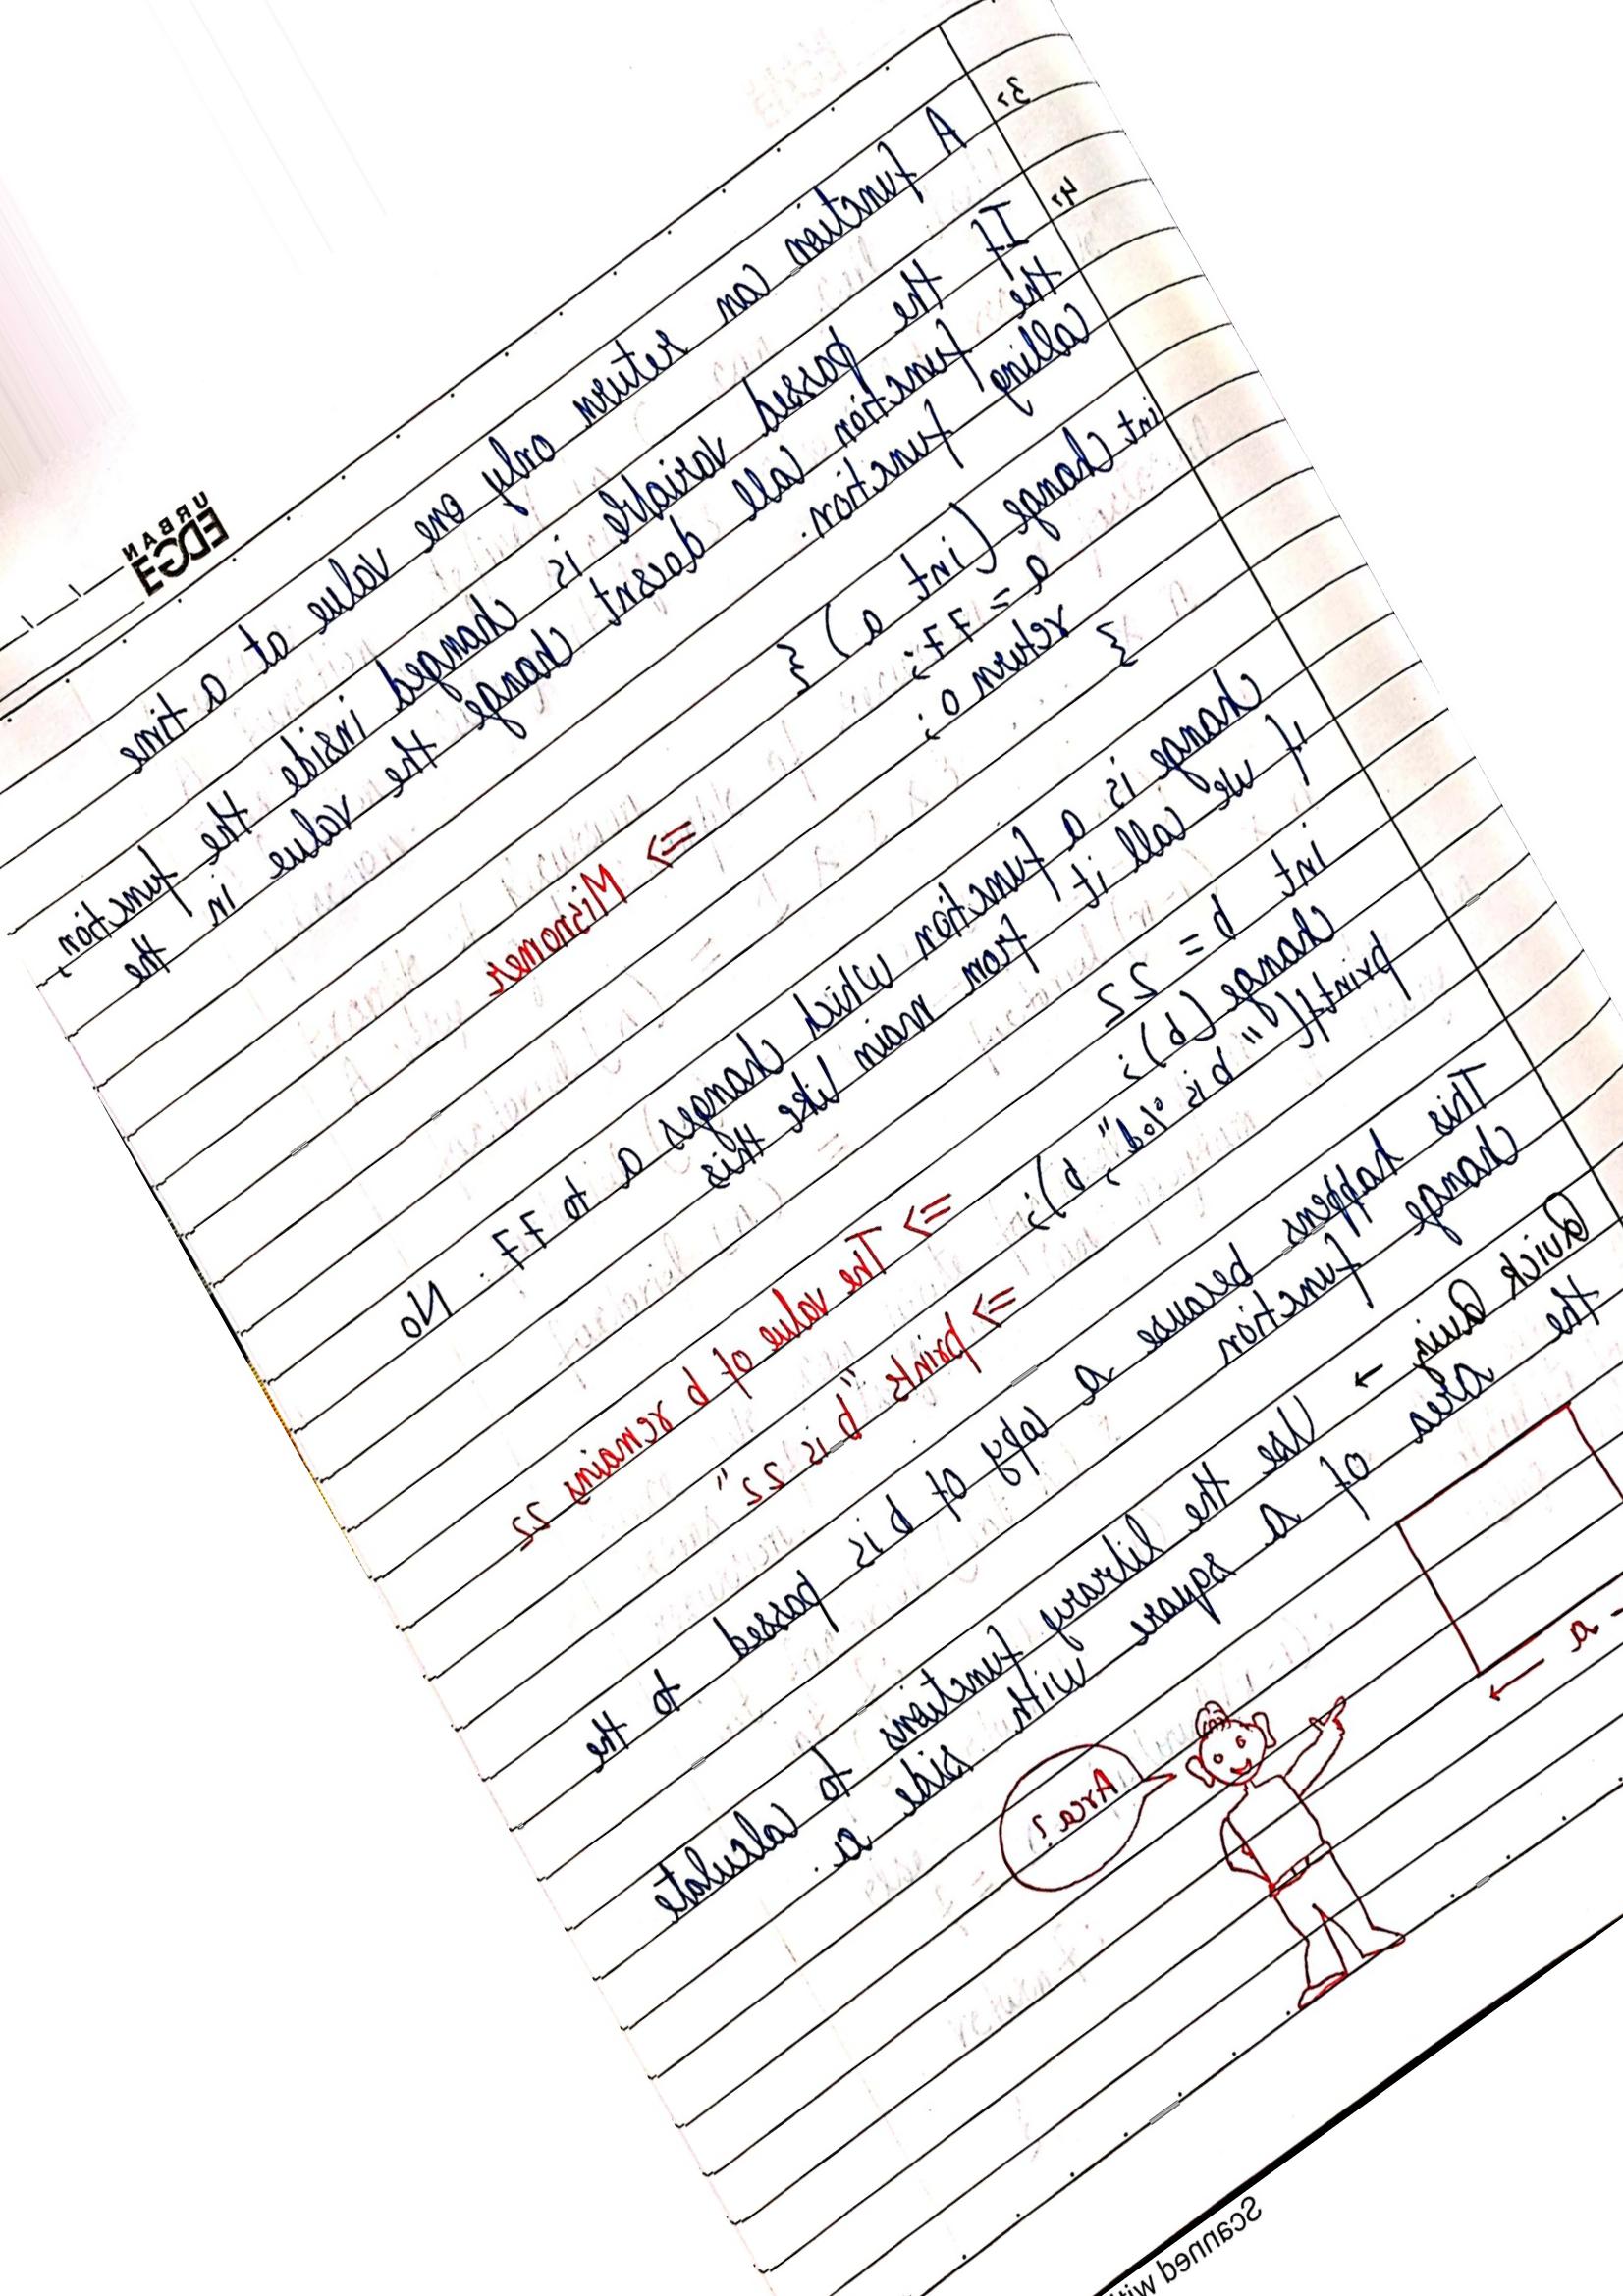 URBAN
EDGE
3,
A function can return only one value at a time
4,
If the passed variable is changed inside the function,
the function call doesn't change the value in the
calling function.
int change (int a) {
a = 77;
return 0;
}
=> Misnomer
change is a function which changes a to 77. No
if we call it from main like this
int b = 22
change (b);
=> The value of b remains 22
printf("b is %d", b);
=> prints "b is 22"
This happens because a copy of b is passed to the
change function
Quick Quiz → Use the library functions to calculate
the area of a square with side a.
a
Area?
Scanned with